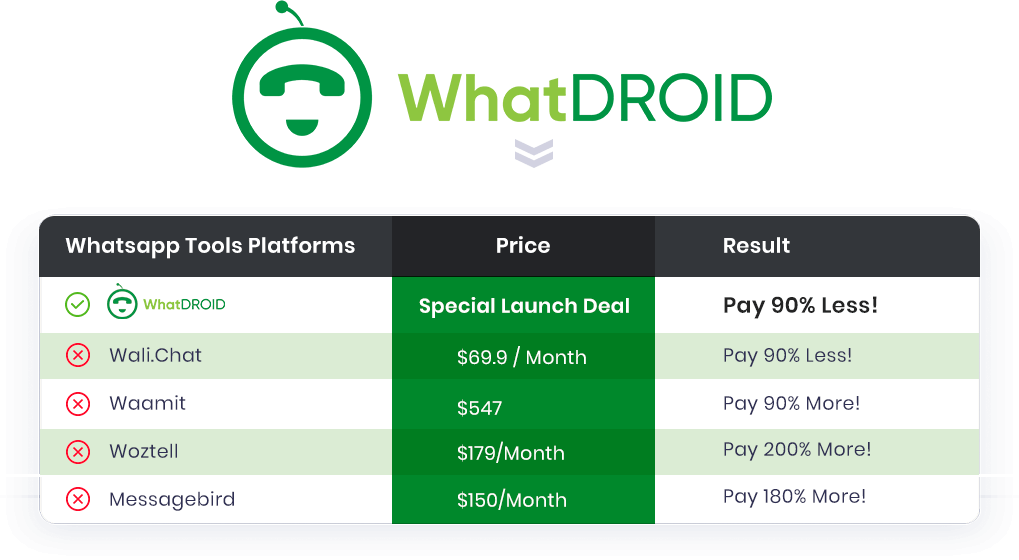 WhatDROID
Whatsapp Tools Platforms Price Result
WhatDROID Special Launch Deal Pay 90% Less!
Wali.Chat $69.9 / Month Pay 90% Less!
Waamit $547 Pay 90% More!
Woztell $179/Month Pay 200% More!
Messagebird $150/Month Pay 180% More!